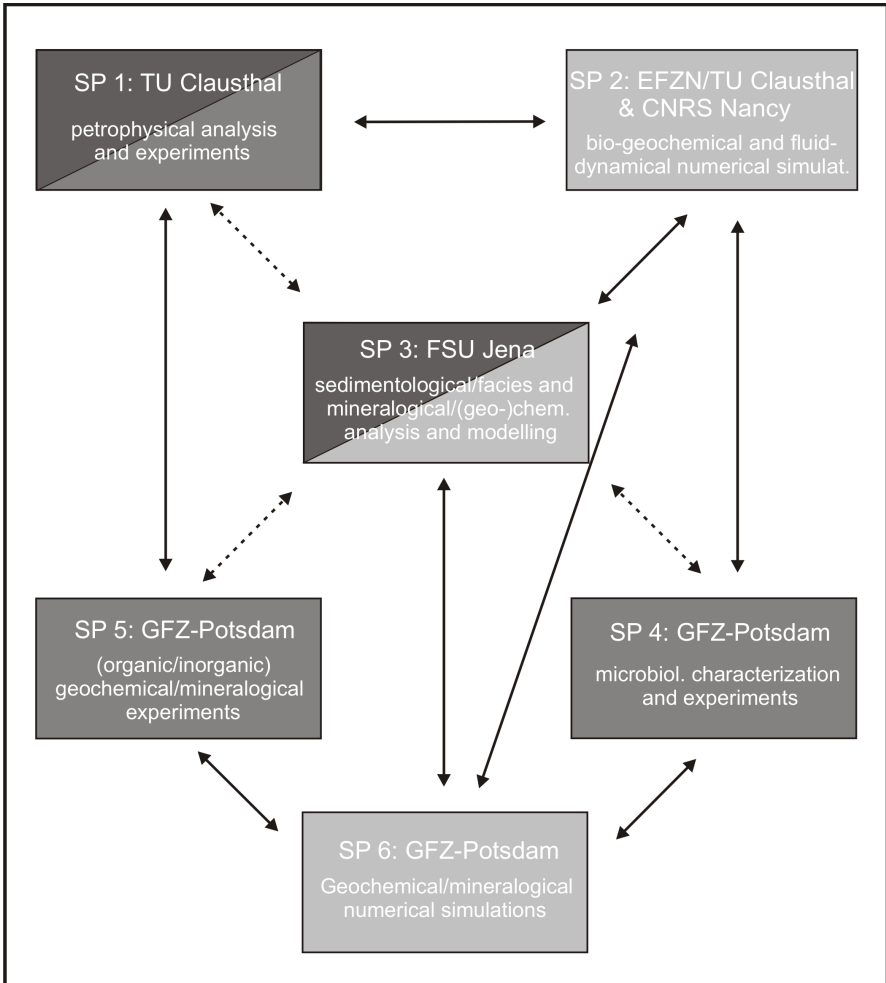 SP 1: TU Clausthal
petrophysical analysis
and experiments
SP 2: EFZN/TU Clausthal
& CNRS Nancy
bio-geochemical and fluid-
dynamical numerical simulat.
SP 3: FSU Jena
sedimentological/facies and
mineralogical/(geo-)chem.
analysis and modelling
SP 5: GFZ-Potsdam
(organic/inorganic)
geochemical/mineralogical
experiments
SP 4: GFZ-Potsdam
microbiol. characterization
and experiments
SP 6: GFZ-Potsdam
Geochemical/mineralogical
numerical simulations